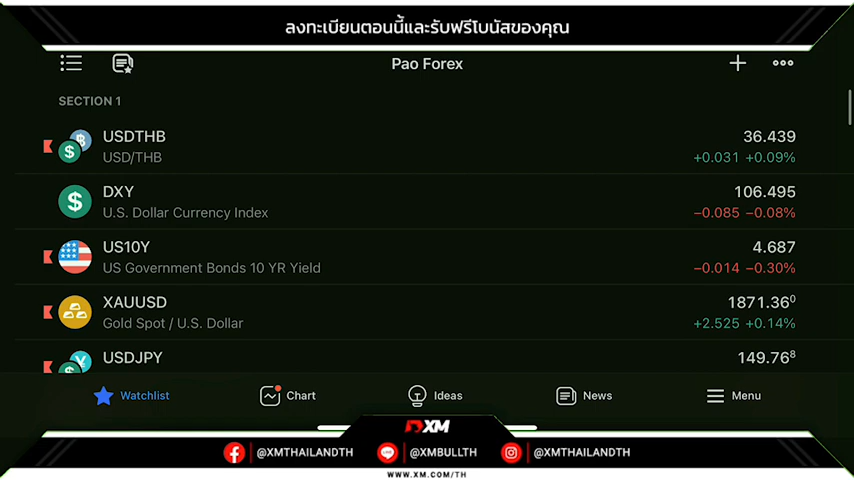 ลงทะเบียนตอนนี้และรับฟรีโบนัสของคุณ
Pao Forex
SECTION 1
USDTHB 36.439
USD/THB +0.031 +0.09%
DXY 106.495
U.S. Dollar Currency Index −0.085 −0.08%
US10Y 4.687
US Government Bonds 10 YR Yield −0.014 −0.30%
XAUUSD 1871.36⁰
Gold Spot / U.S. Dollar +2.525 +0.14%
USDJPY 149.76⁸
Watchlist Chart Ideas News Menu
XM
@XMTHAILANDTH @XMBULLTH @XMTHAILANDTH
WWW.XM.COM/TH